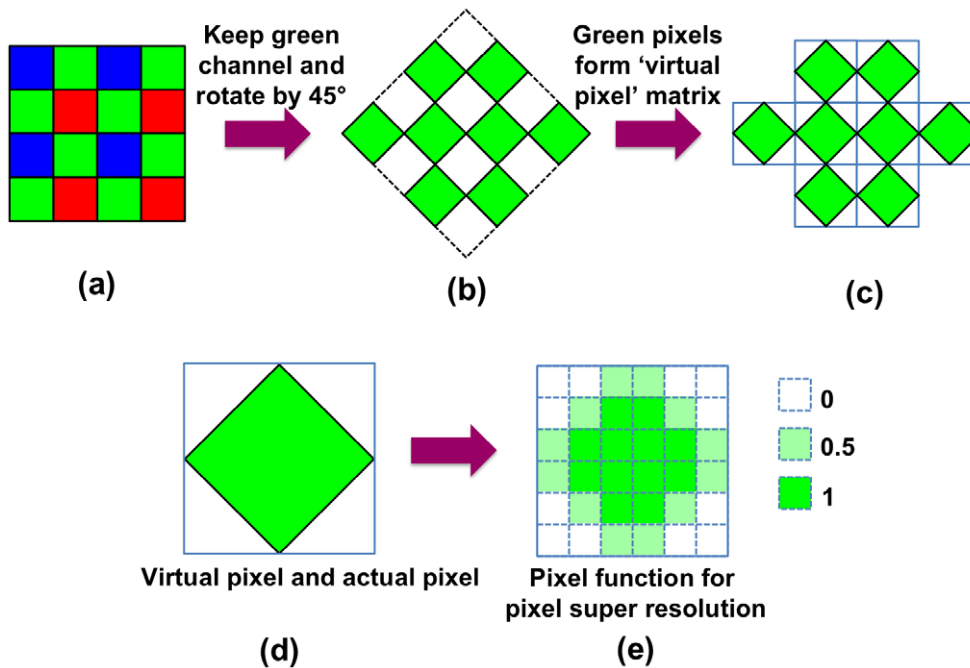 Keep green
channel and
rotate by 45°
Green pixels
form ‘virtual
pixel’ matrix
(a)
(b)
(c)
0
0.5
1
Virtual pixel and actual pixel
Pixel function for
pixel super resolution
(d)
(e)